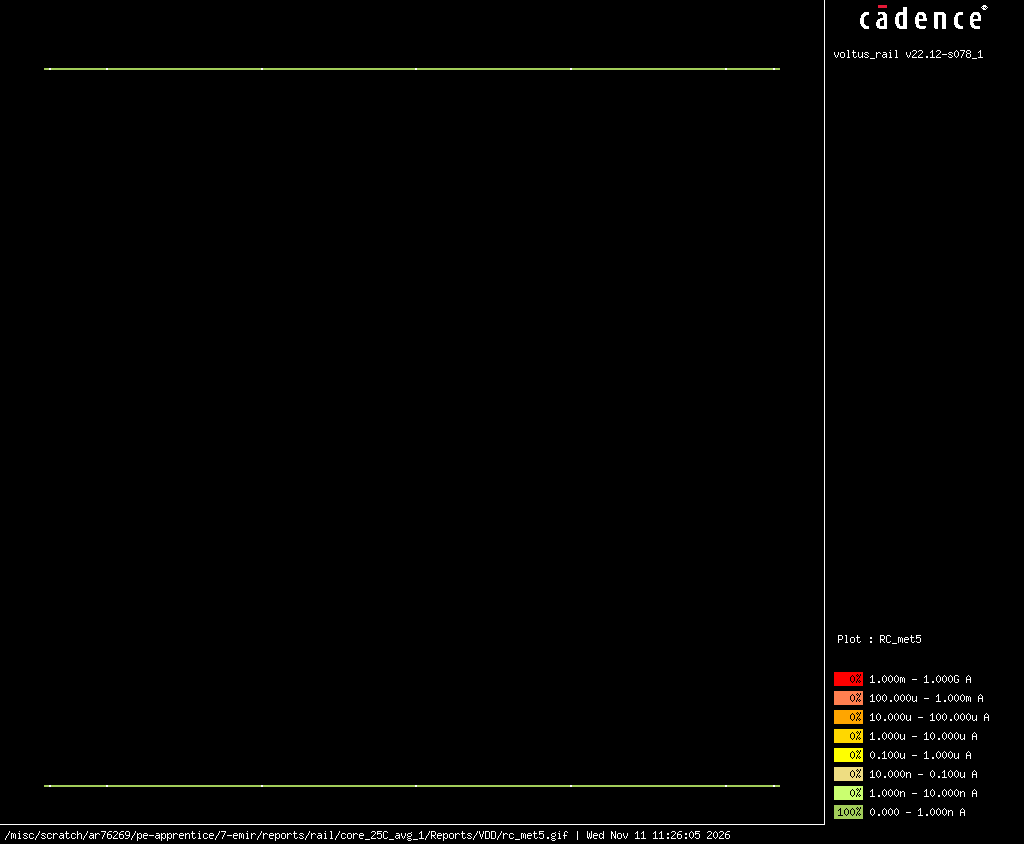 cādence®
voltus_rail v22.12-s078_1
Plot : RC_met5
0% 1.000m - 1.000G A
0% 100.000u - 1.000m A
0% 10.000u - 100.000u A
0% 1.000u - 10.000u A
0% 0.100u - 1.000u A
0% 10.000n - 0.100u A
0% 1.000n - 10.000n A
100% 0.000 - 1.000n A
/misc/scratch/ar76269/pe-apprentice/7-emir/reports/rail/core_25C_avg_1/Reports/VDD/rc_met5.gif | Wed Nov 11 11:26:05 2026